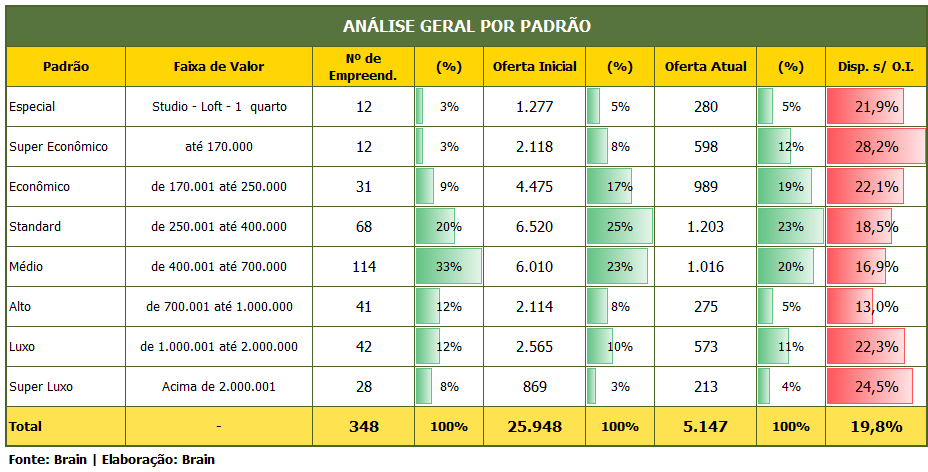 ANÁLISE GERAL POR PADRÃO
Padrão Faixa de Valor Nº de Empreend. (%) Oferta Inicial (%) Oferta Atual (%) Disp. s/ O.I.
Especial Studio - Loft - 1 quarto 12 3% 1.277 5% 280 5% 21,9%
Super Econômico até 170.000 12 3% 2.118 8% 598 12% 28,2%
Econômico de 170.001 até 250.000 31 9% 4.475 17% 989 19% 22,1%
Standard de 250.001 até 400.000 68 20% 6.520 25% 1.203 23% 18,5%
Médio de 400.001 até 700.000 114 33% 6.010 23% 1.016 20% 16,9%
Alto de 700.001 até 1.000.000 41 12% 2.114 8% 275 5% 13,0%
Luxo de 1.000.001 até 2.000.000 42 12% 2.565 10% 573 11% 22,3%
Super Luxo Acima de 2.000.001 28 8% 869 3% 213 4% 24,5%
Total - 348 100% 25.948 100% 5.147 100% 19,8%
Fonte: Brain | Elaboração: Brain